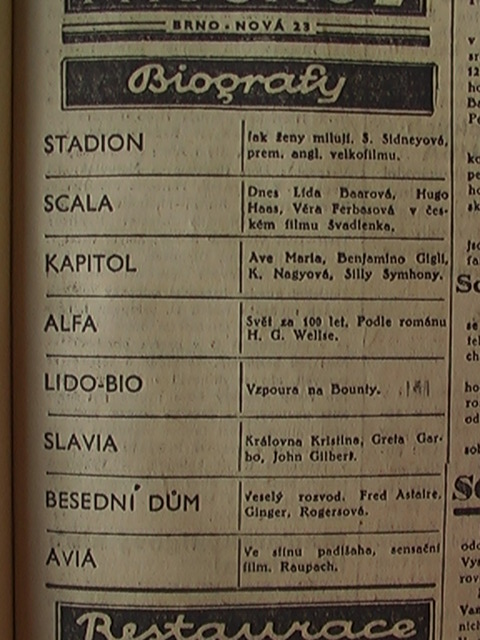 BRNO - NOVÁ 23
Biografy
STADION
Jak ženy milují. S. Sidneyová,
prem. angl. velkofilmu.
SCALA
Dnes Lída Baarová, Hugo
Haas, Věra Ferbasová v čes-
kém filmu Švadlenka.
KAPITOL
Ave Maria, Benjamino Gigli,
K. Nagyová, Silly Symhony.
ALFA
Svět za 100 let. Podle románu
H. G. Wellse.
LIDO-BIO
Vzpoura na Bounty.
SLAVIA
Královna Kristina, Greta Gar-
bo, John Gilbert.
BESEDNÍ DŮM
Veselý rozvod. Fred Astaire,
Ginger, Rogersová.
AVIA
Ve stínu padišaha, sensační
film. Raupach.
Restaurace